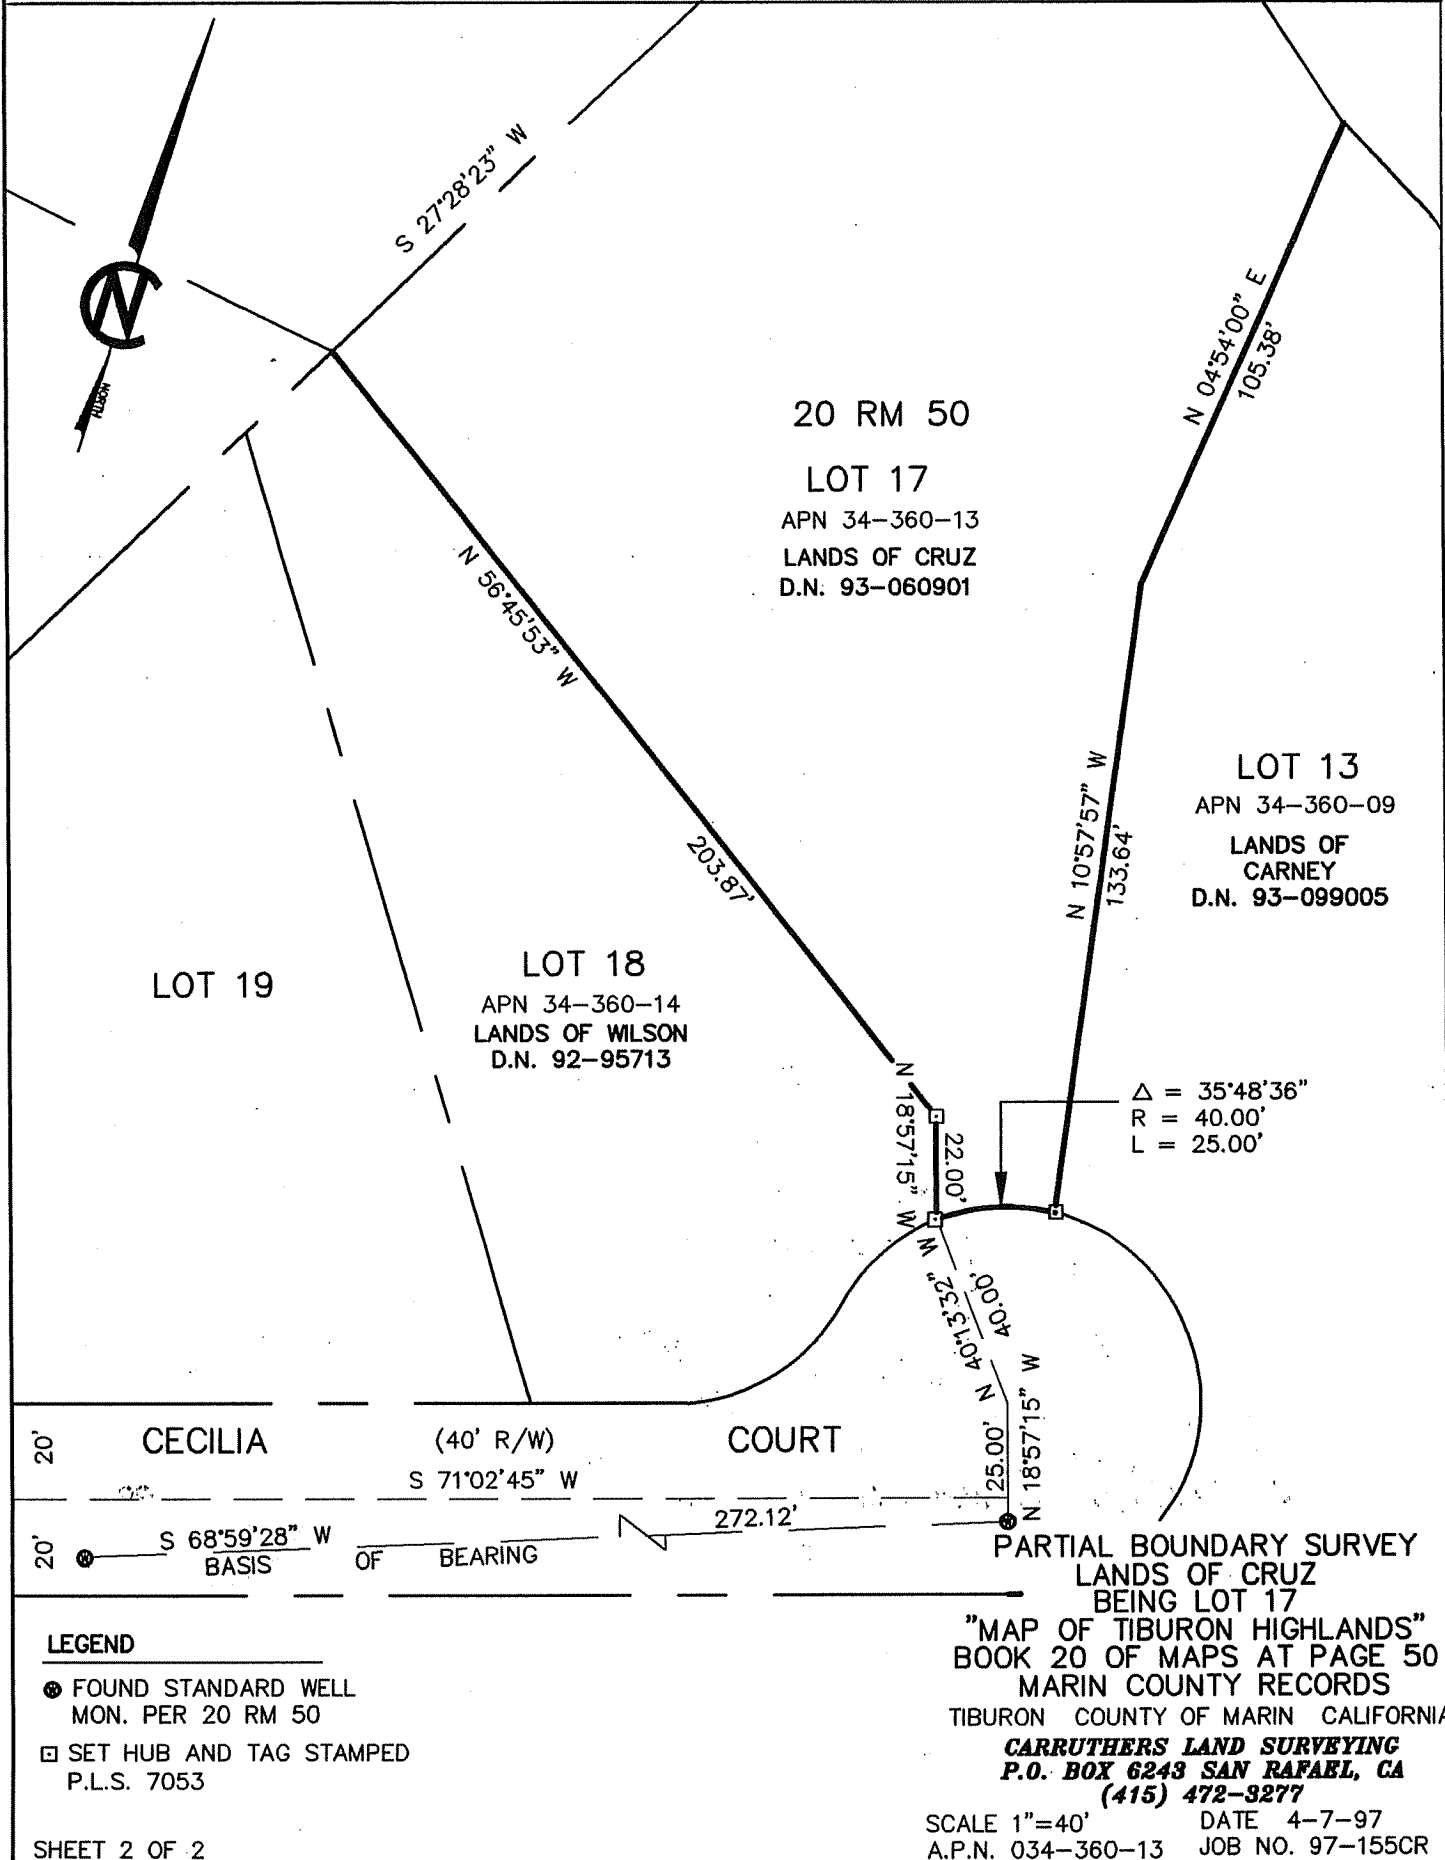 S 27°28'23" W
NORTH
N 04°54'00" E
105.38'
20 RM 50
LOT 17
APN 34-360-13
LANDS OF CRUZ
D.N. 93-060901
N 56°45'53" W
203.87'
N 10°57'57" W
133.64'
LOT 13
APN 34-360-09
LANDS OF
CARNEY
D.N. 93-099005
LOT 19
LOT 18
APN 34-360-14
LANDS OF WILSON
D.N. 92-95713
N 18°57'15" W
22.00'
Δ = 35°48'36"
R = 40.00'
L = 25.00'
N 40°13'32" W
40.00'
25.00'
N 18°57'15" W
20'
CECILIA (40' R/W) COURT
S 71°02'45" W
272.12'
20'
S 68°59'28" W
BASIS OF BEARING
PARTIAL BOUNDARY SURVEY
LANDS OF CRUZ
BEING LOT 17
"MAP OF TIBURON HIGHLANDS"
BOOK 20 OF MAPS AT PAGE 50
MARIN COUNTY RECORDS
TIBURON COUNTY OF MARIN CALIFORNIA
CARRUTHERS LAND SURVEYING
P.O. BOX 6243 SAN RAFAEL, CA
(415) 472-3277
SCALE 1"=40' DATE 4-7-97
A.P.N. 034-360-13 JOB NO. 97-155CR
LEGEND
FOUND STANDARD WELL
MON. PER 20 RM 50
SET HUB AND TAG STAMPED
P.L.S. 7053
SHEET 2 OF 2